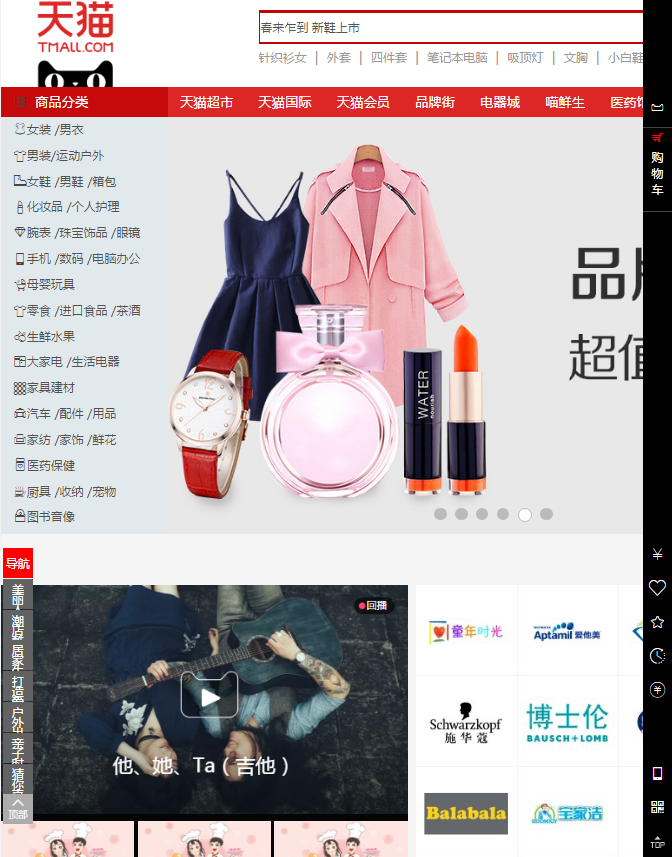 天猫
TMALL.COM
春来乍到 新鞋上市
针织衫女 | 外套 | 四件套 | 笔记本电脑 | 吸顶灯 | 文胸 | 小白鞋
商品分类 天猫超市 天猫国际 天猫会员 品牌街 电器城 喵鲜生 医药馆
女装 /男衣
男装/运动户外
女鞋 /男鞋 /箱包
化妆品 /个人护理
腕表 /珠宝饰品 /眼镜
手机 /数码 /电脑办公
母婴玩具
零食 /进口食品 /茶酒
生鲜水果
大家电 /生活电器
家具建材
汽车 /配件 /用品
家纺 /家饰 /鲜花
医药保健
厨具 /收纳 /宠物
图书音像
WATER
nourish
品
超值
购物车
导航
美丽
潮店
居家
打造
户外
亲子
猜你
顶部
回播
他、她、Ta（吉他）
童年时光
Aptamil 爱他美
Schwarzkopf
施华蔻
博士伦
BAUSCH+LOMB
Balabala
宝家洁
TOP